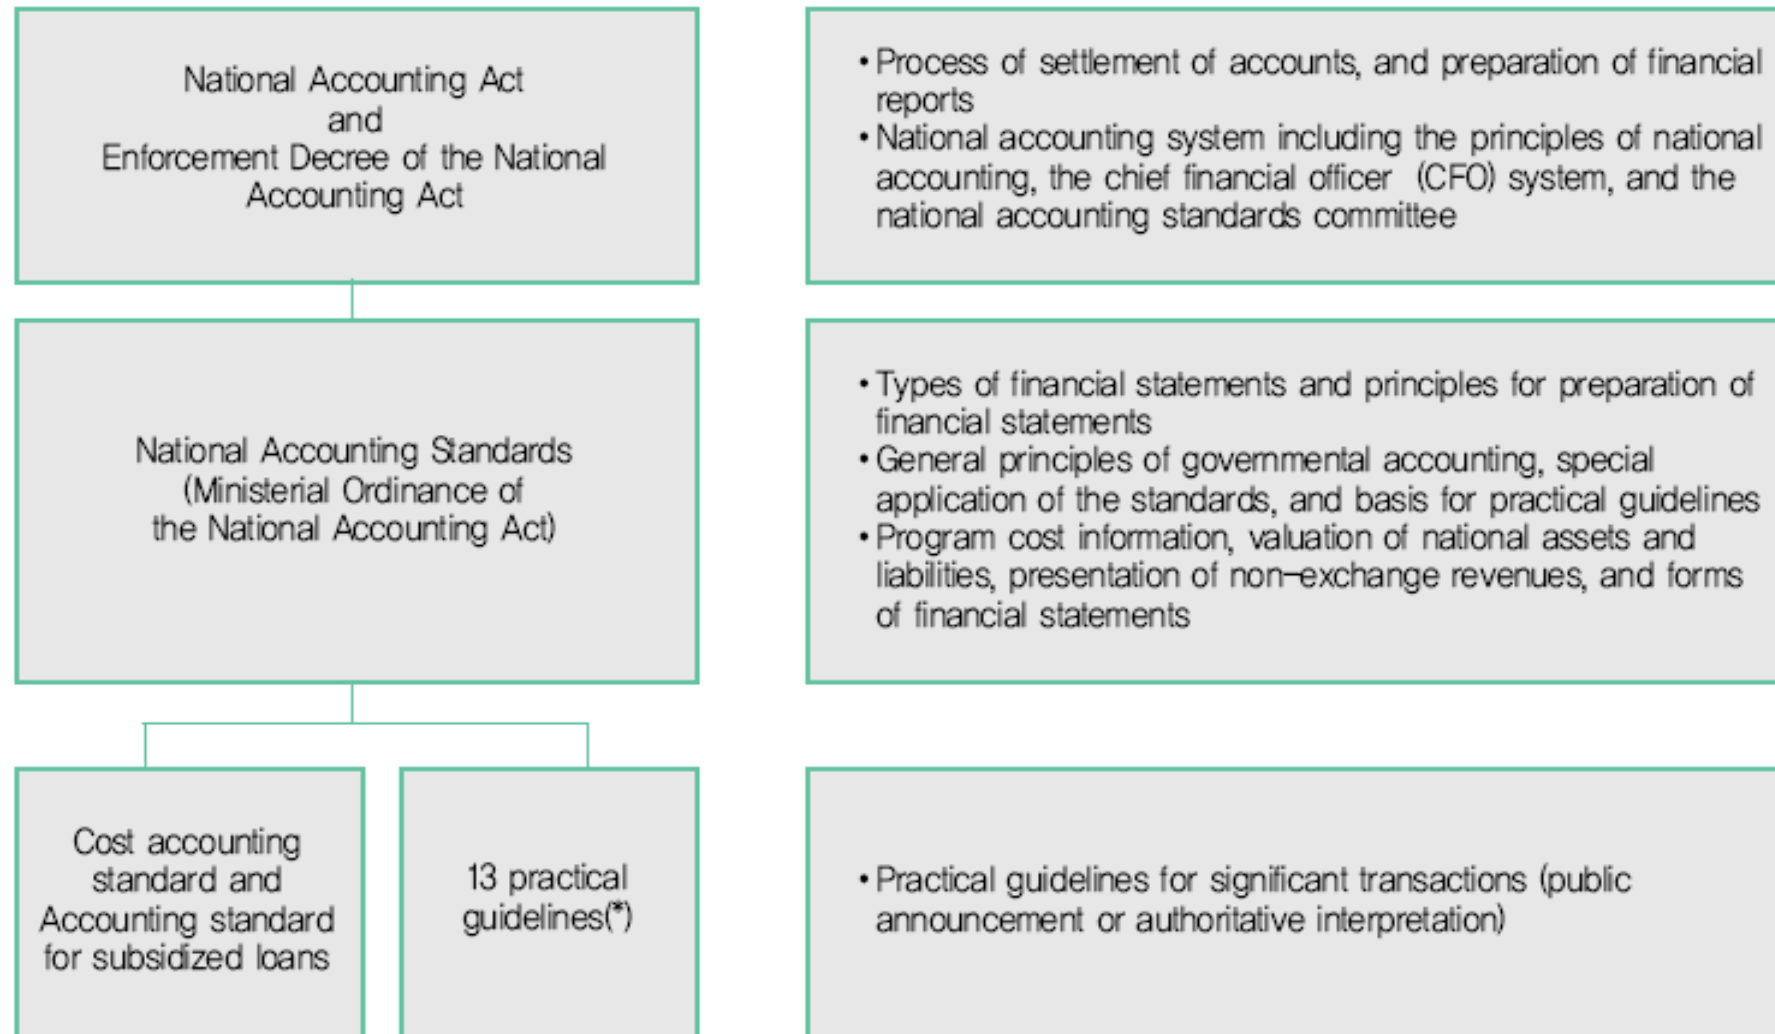 National Accounting Act
and
Enforcement Decree of the National
Accounting Act
• Process of settlement of accounts, and preparation of financial
reports
• National accounting system including the principles of national
accounting, the chief financial officer (CFO) system, and the
national accounting standards committee
National Accounting Standards
(Ministerial Ordinance of
the National Accounting Act)
• Types of financial statements and principles for preparation of
financial statements
• General principles of governmental accounting, special
application of the standards, and basis for practical guidelines
• Program cost information, valuation of national assets and
liabilities, presentation of non-exchange revenues, and forms
of financial statements
Cost accounting
standard and
Accounting standard
for subsidized loans
13 practical
guidelines(*)
• Practical guidelines for significant transactions (public
announcement or authoritative interpretation)